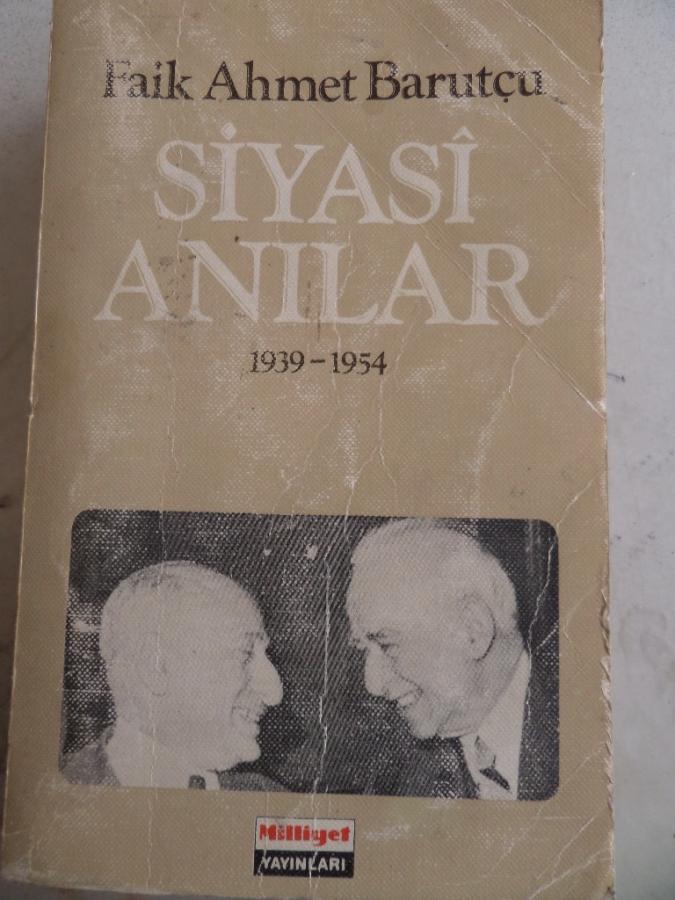 Faik Ahmet Barutçu
SİYASÎ
ANILAR
1939-1954
Milliyet
YAYINLARI